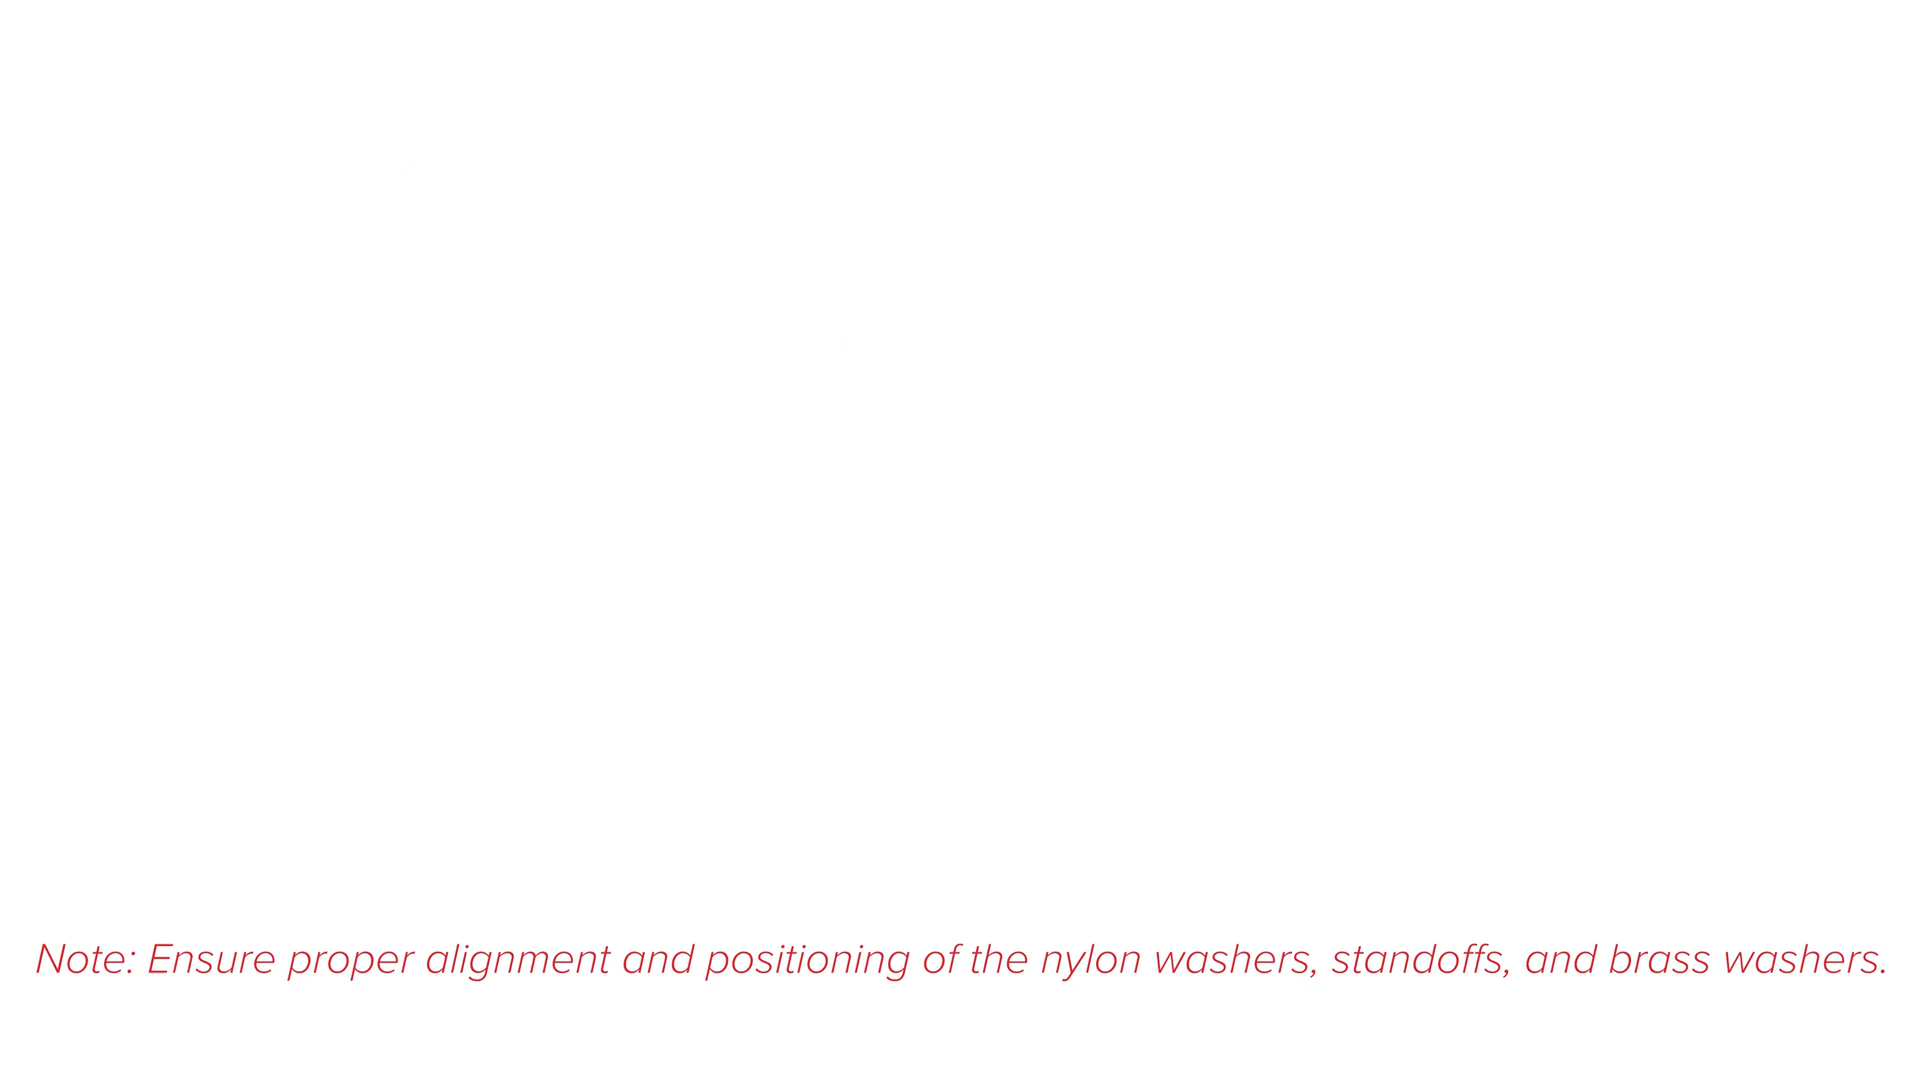 Note: Ensure proper alignment and positioning of the nylon washers, standoffs, and brass washers.